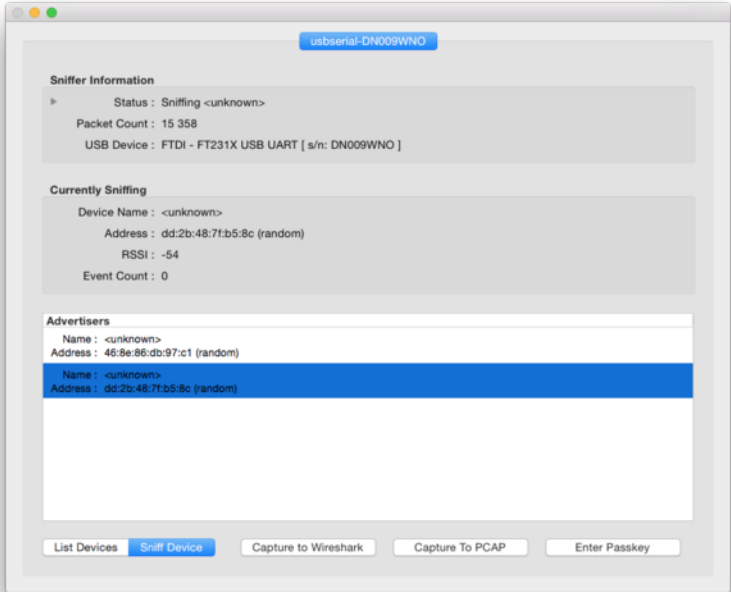 usbserial-DN009WNO
Sniffer Information
Status : Sniffing <unknown>
Packet Count : 15 358
USB Device : FTDI - FT231X USB UART [ s/n: DN009WNO ]
Currently Sniffing
Device Name : <unknown>
Address : dd:2b:48:7f:b5:8c (random)
RSSI : -54
Event Count : 0
Advertisers
Name : <unknown>
Address : 46:8e:86:db:97:c1 (random)
Name : <unknown>
Address : dd:2b:48:7f:b5:8c (random)
List Devices Sniff Device Capture to Wireshark Capture To PCAP Enter Passkey